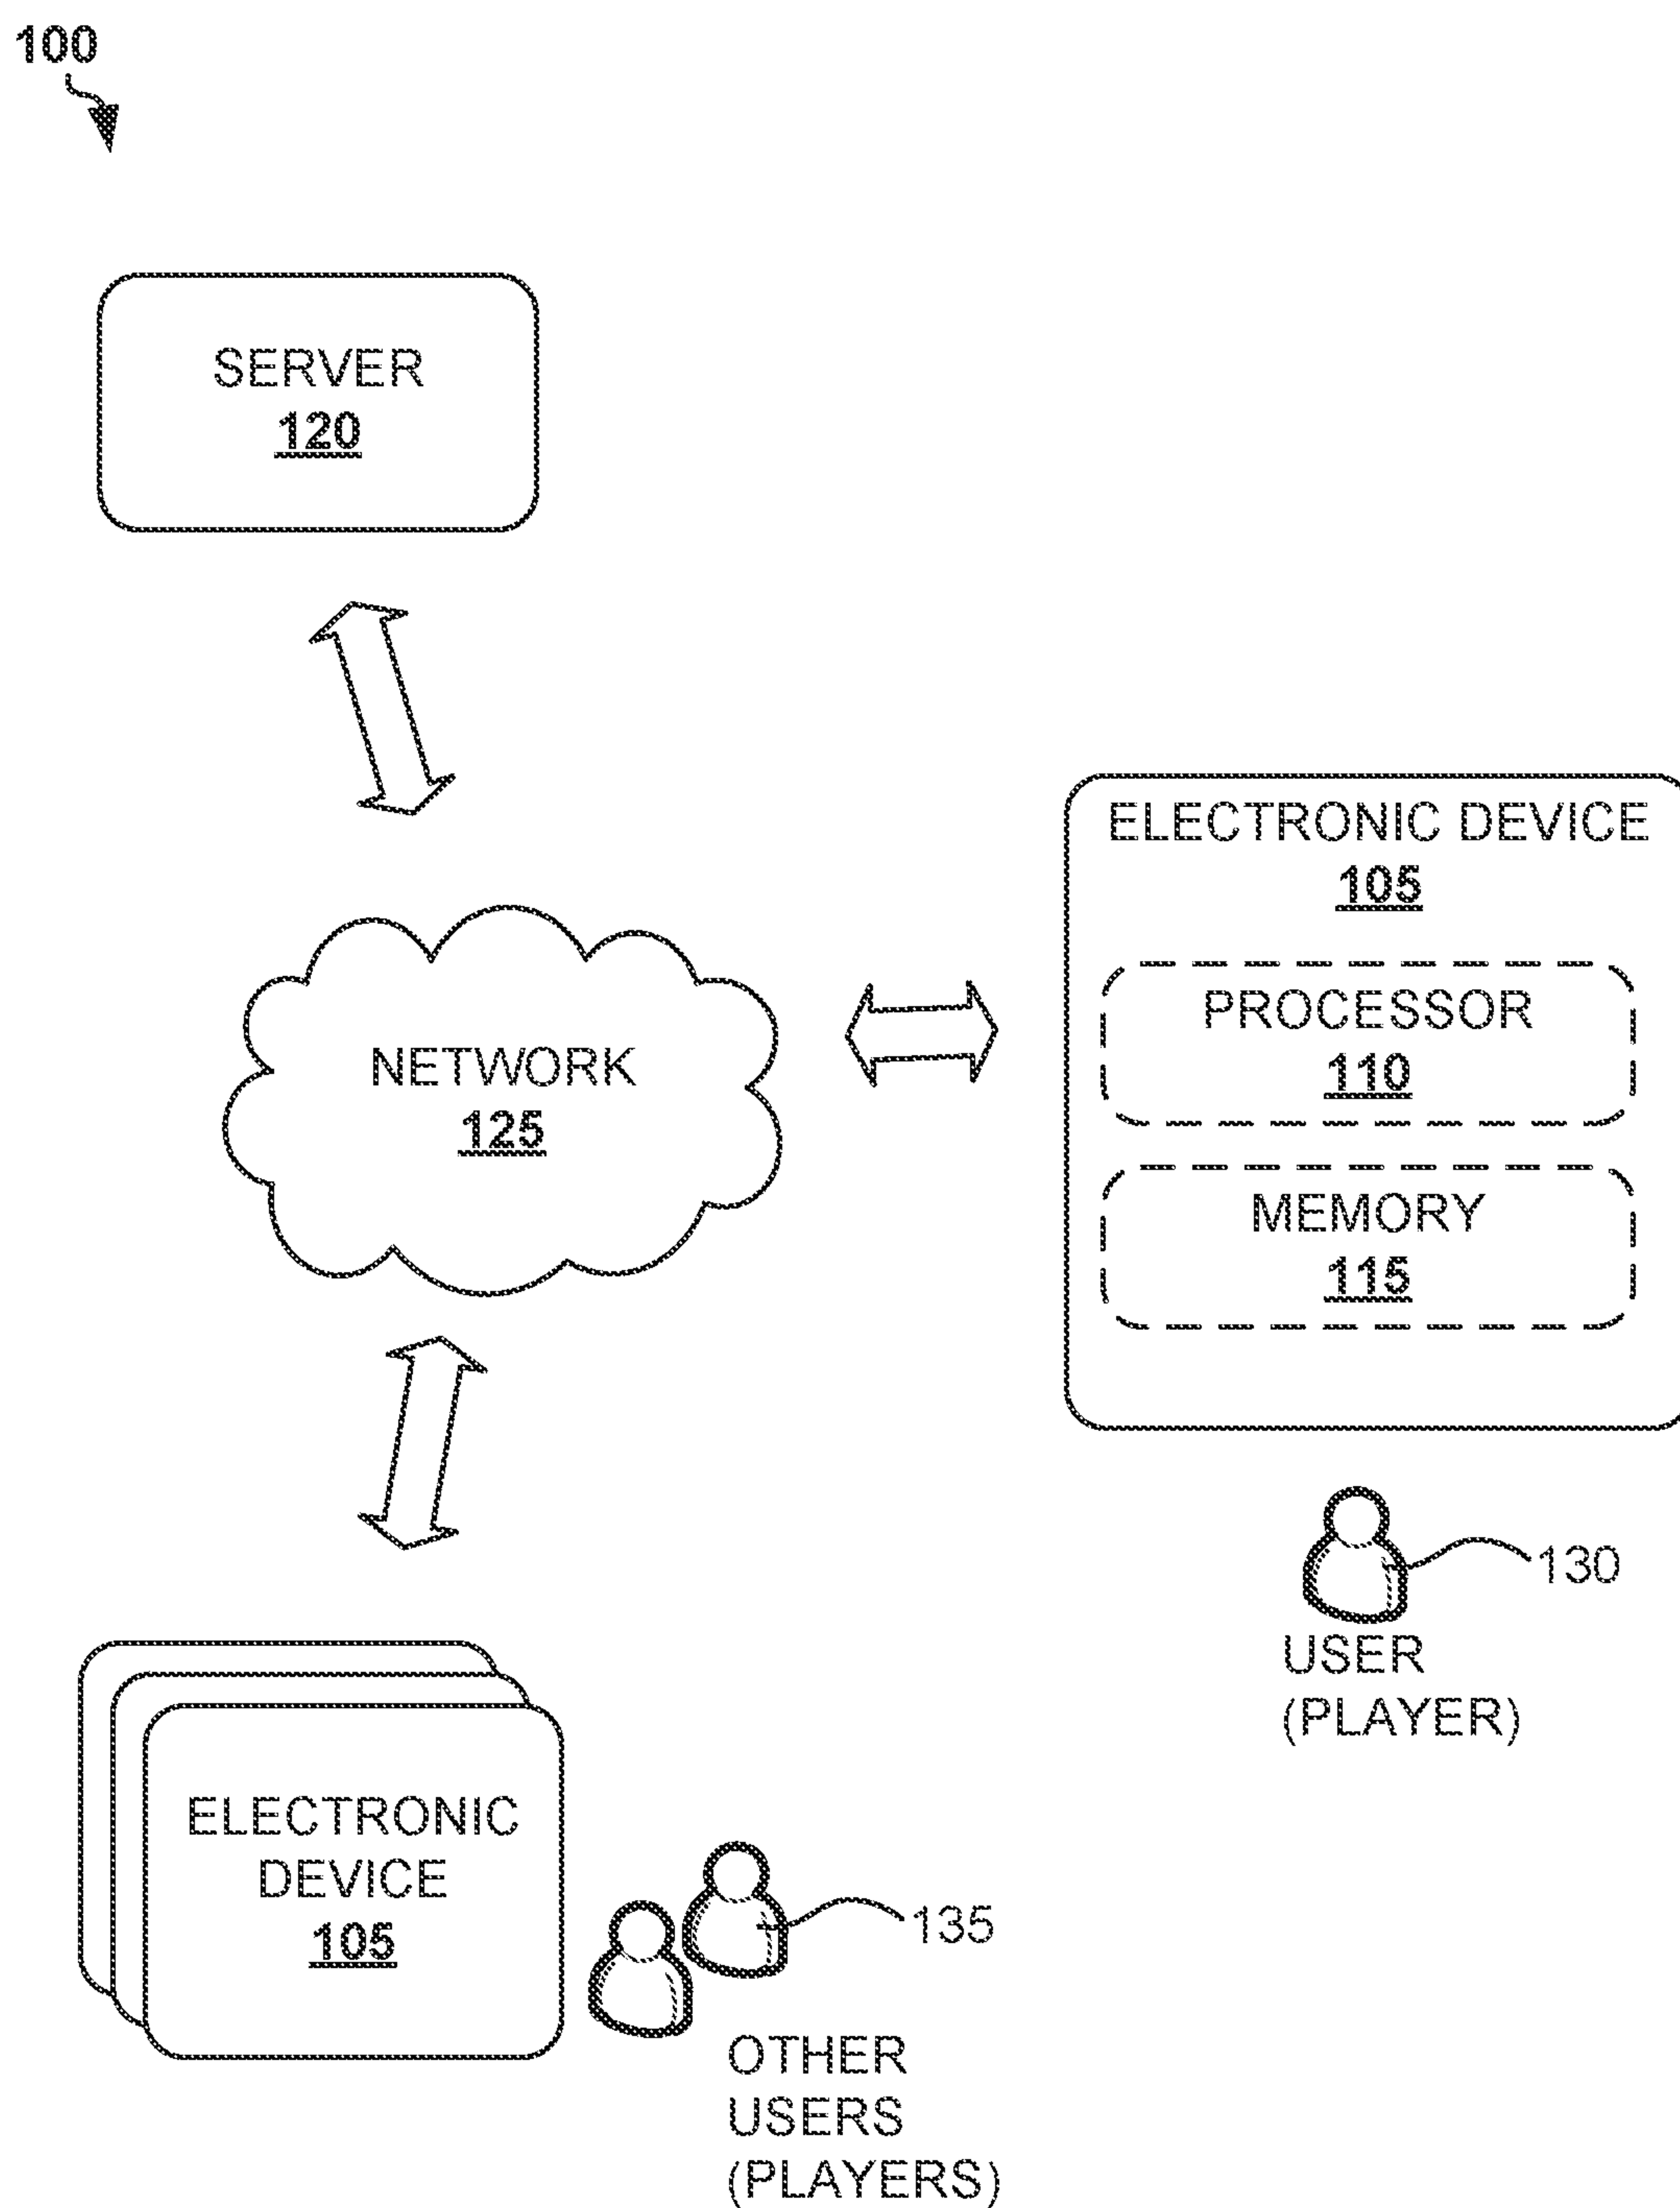 100
SERVER
120
NETWORK
125
ELECTRONIC DEVICE
105
PROCESSOR
110
MEMORY
115
130
USER
(PLAYER)
ELECTRONIC
DEVICE
105
135
OTHER
USERS
(PLAYERS)